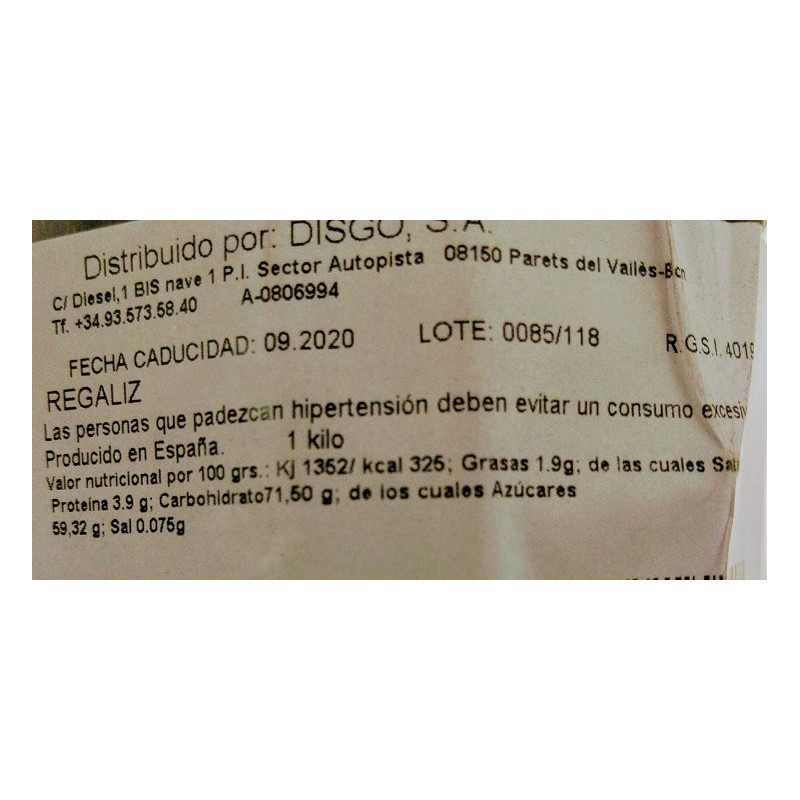 Distribuido por: DISGO, S.A.
C/ Diesel,1 BIS nave 1 P.I. Sector Autopista 08150 Parets del Vallès-Bcn
Tf. +34.93.573.58.40 A-0806994
FECHA CADUCIDAD: 09.2020 LOTE: 0085/118 R.G.S.I. 4019
REGALIZ
Las personas que padezcan hipertensión deben evitar un consumo excesi
Producido en España. 1 kilo
Valor nutricional por 100 grs.: Kj 1352/ kcal 325; Grasas 1.9g; de las cuales
Proteína 3.9 g; Carbohidrato71,50 g; de los cuales Azúcares
59,32 g; Sal 0.075g